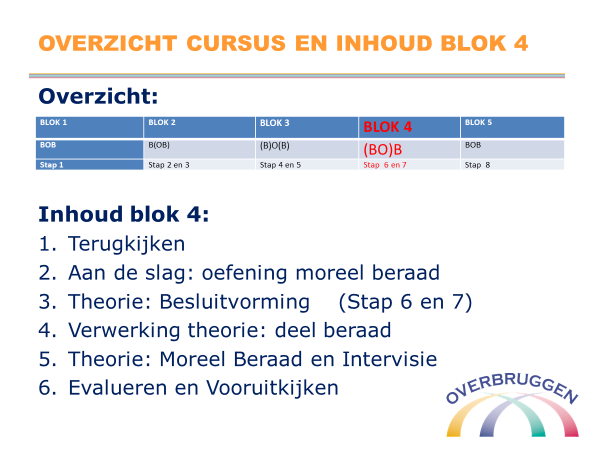 OVERZICHT CURSUS EN INHOUD BLOK 4
Overzicht:
BLOK 1 BLOK 2 BLOK 3 BLOK 4 BLOK 5
BOB B(OB) (B)O(B) (BO)B BOB
Stap 1 Stap 2 en 3 Stap 4 en 5 Stap 6 en 7 Stap 8
Inhoud blok 4:
1. Terugkijken
2. Aan de slag: oefening moreel beraad
3. Theorie: Besluitvorming (Stap 6 en 7)
4. Verwerking theorie: deel beraad
5. Theorie: Moreel Beraad en Intervisie
6. Evalueren en Vooruitkijken
OVERBRUGGEN